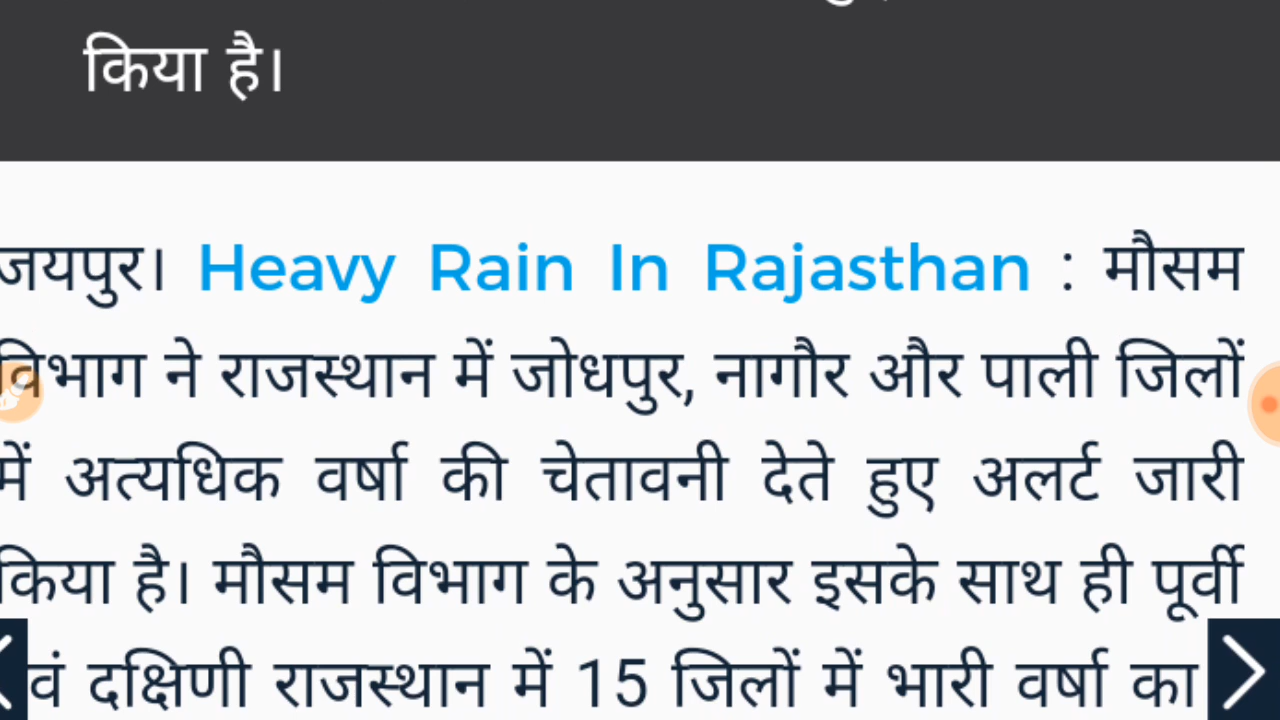 किया है।
जयपुर। Heavy Rain In Rajasthan : मौसम
विभाग ने राजस्थान में जोधपुर, नागौर और पाली जिलों
में अत्यधिक वर्षा की चेतावनी देते हुए अलर्ट जारी
किया है। मौसम विभाग के अनुसार इसके साथ ही पूर्वी
दक्षिणी राजस्थान में 15 जिलों में भारी वर्षा का